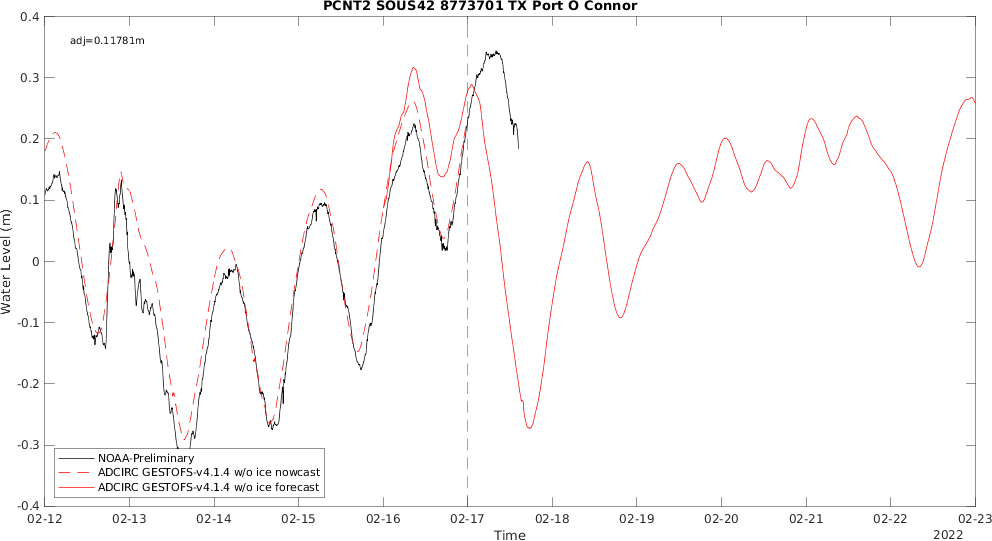 PCNT2 SOUS42 8773701 TX Port O Connor
adj=0.11781m
0.4
0.3
0.2
0.1
0
-0.1
-0.2
-0.3
-0.4
Water Level (m)
NOAA-Preliminary
ADCIRC GESTOFS-v4.1.4 w/o ice nowcast
ADCIRC GESTOFS-v4.1.4 w/o ice forecast
02-12 02-13 02-14 02-15 02-16 02-17 02-18 02-19 02-20 02-21 02-22 02-23
Time
2022